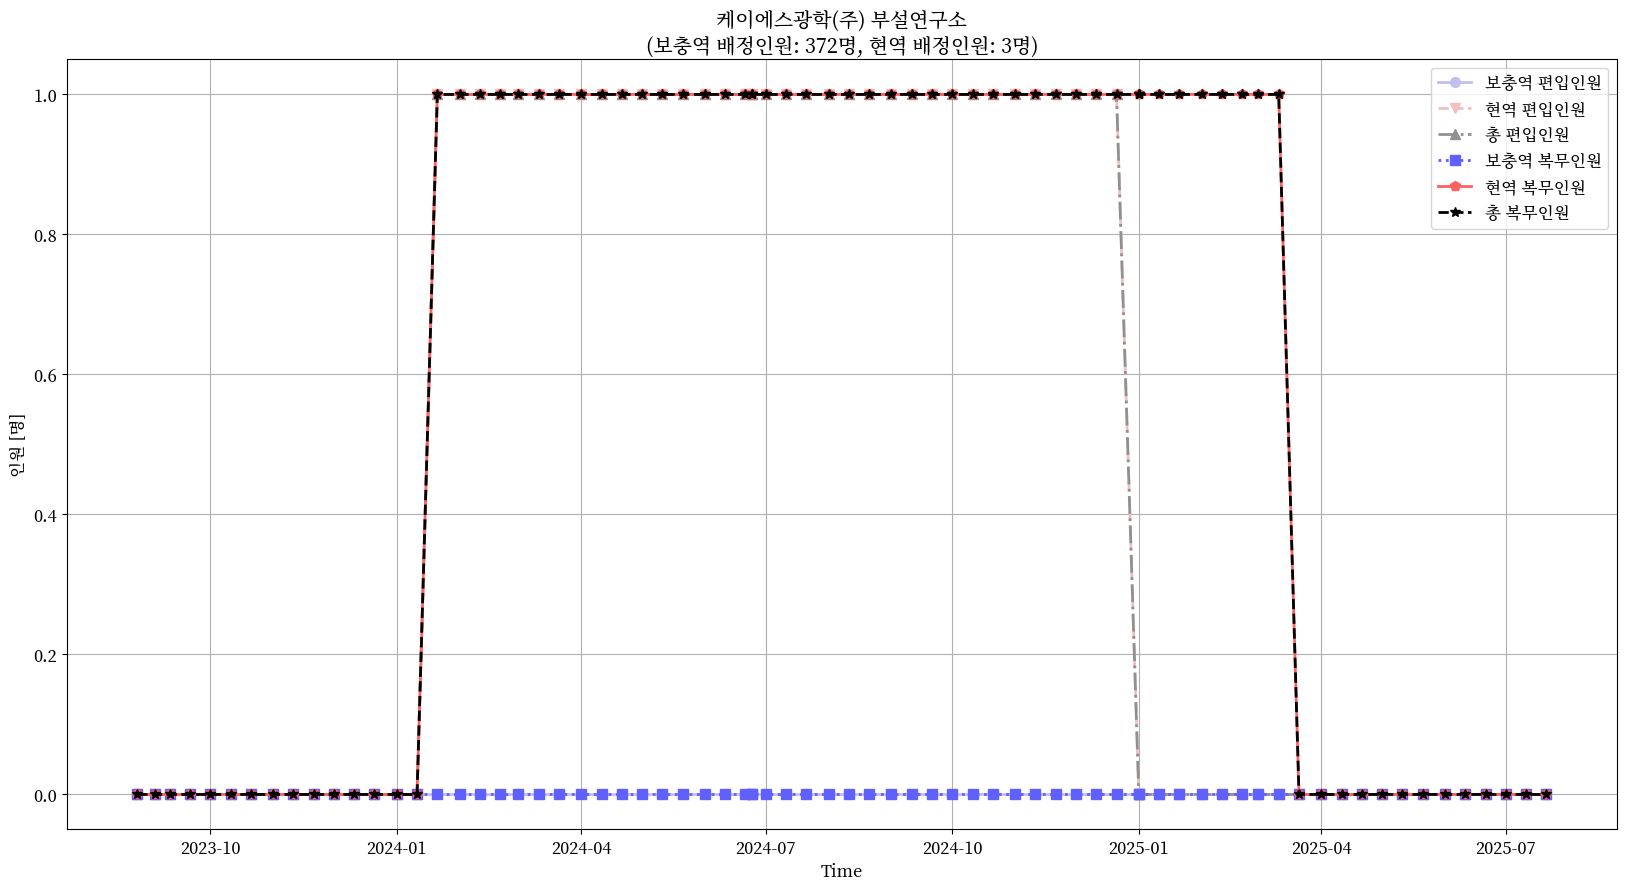 케이에스광학(주) 부설연구소
(보충역 배정인원: 372명, 현역 배정인원: 3명)
보충역 편입인원
현역 편입인원
총 편입인원
보충역 복무인원
현역 복무인원
총 복무인원
인원 [명]
1.0
0.8
0.6
0.4
0.2
0.0
2023-10
2024-01
2024-04
2024-07
2024-10
2025-01
2025-04
2025-07
Time